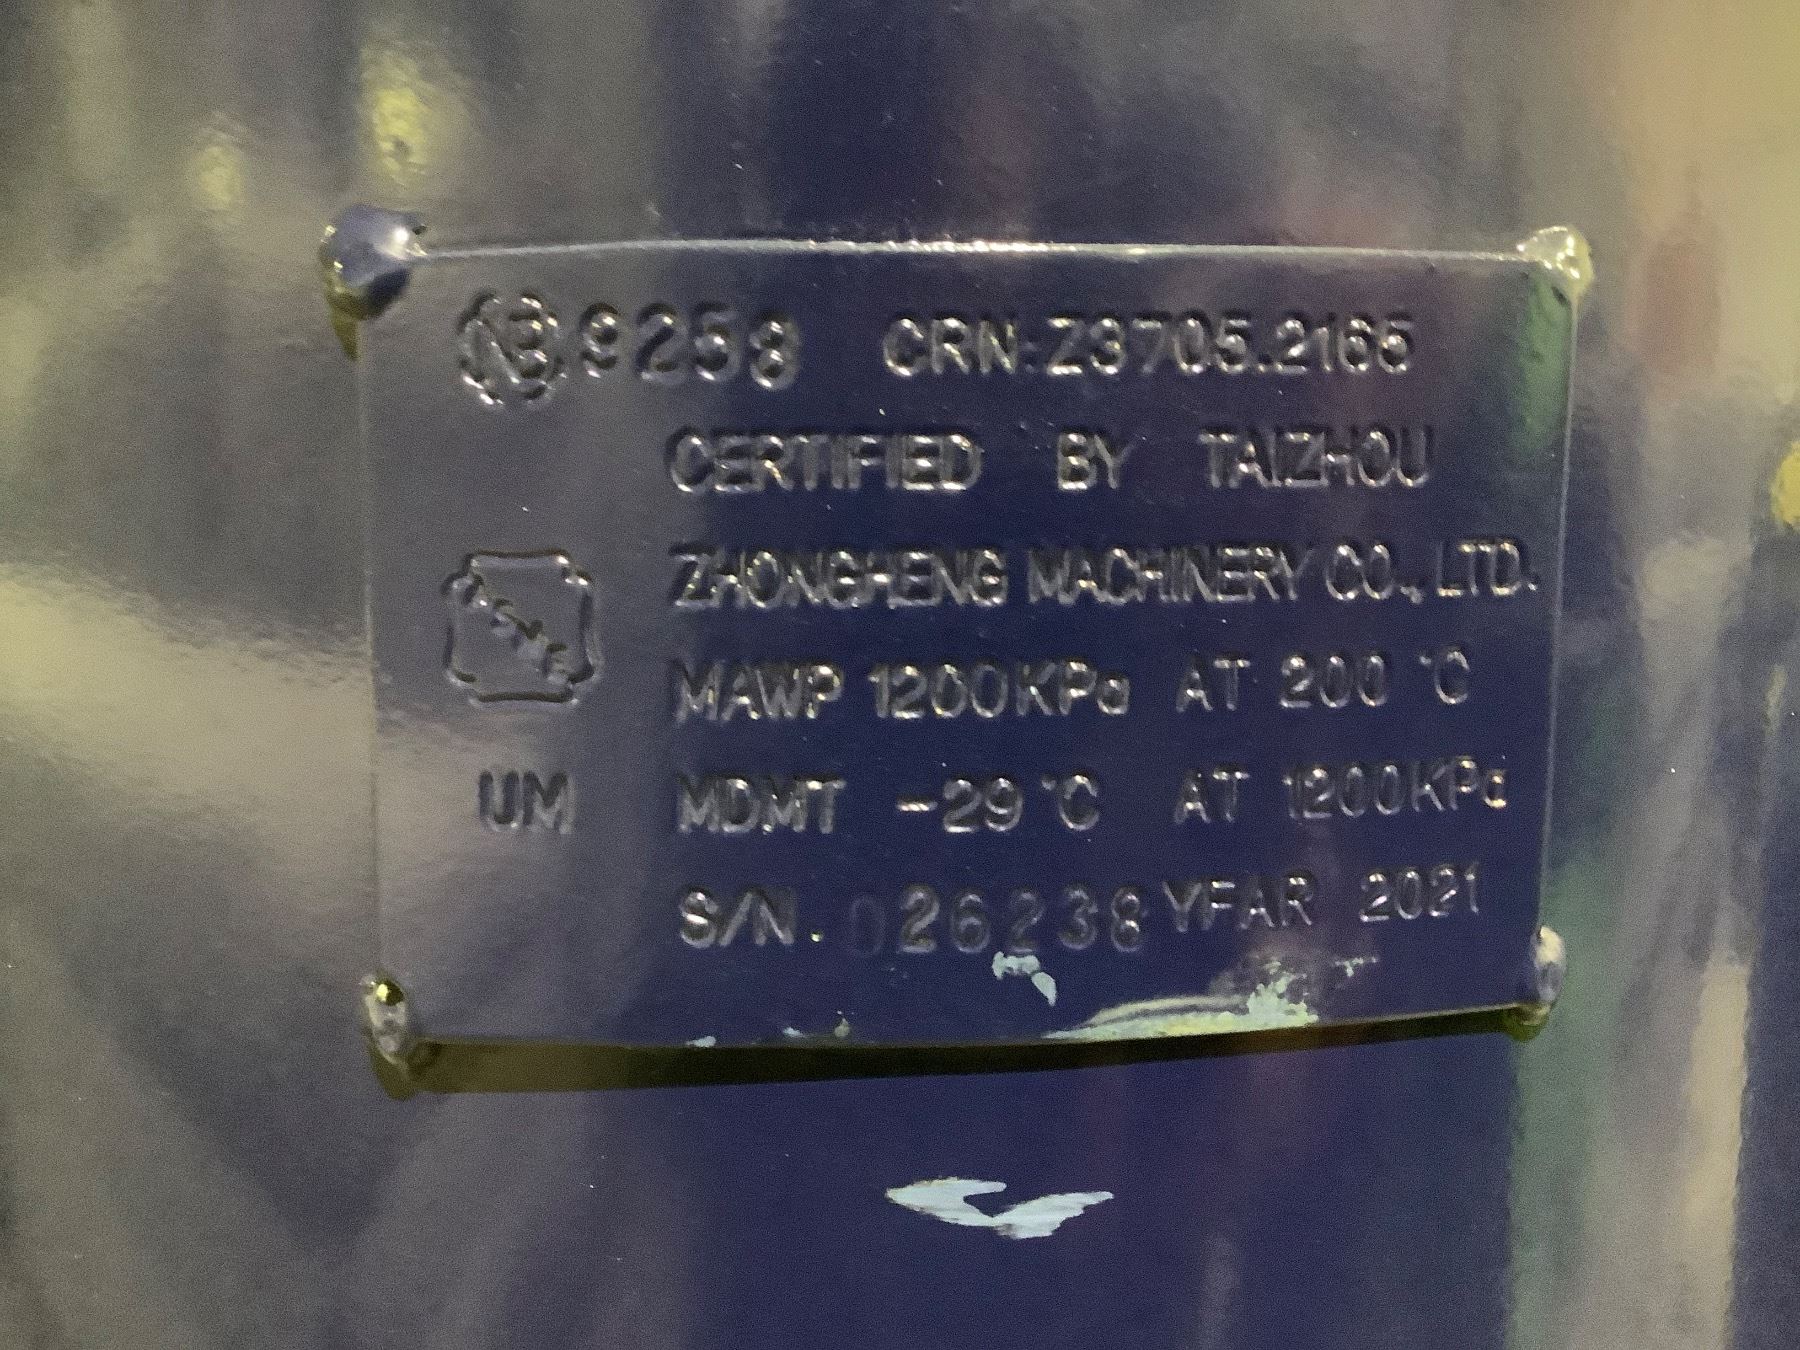 NB 9258 CRN:Z3705.2165
CERTIFIED BY TAIZHOU
ZHONGHENG MACHINERY CO., LTD.
MAWP 1200KPa AT 200 °C
UM MDMT -29 °C AT 1200KPa
S/N. 026238 YEAR 2021